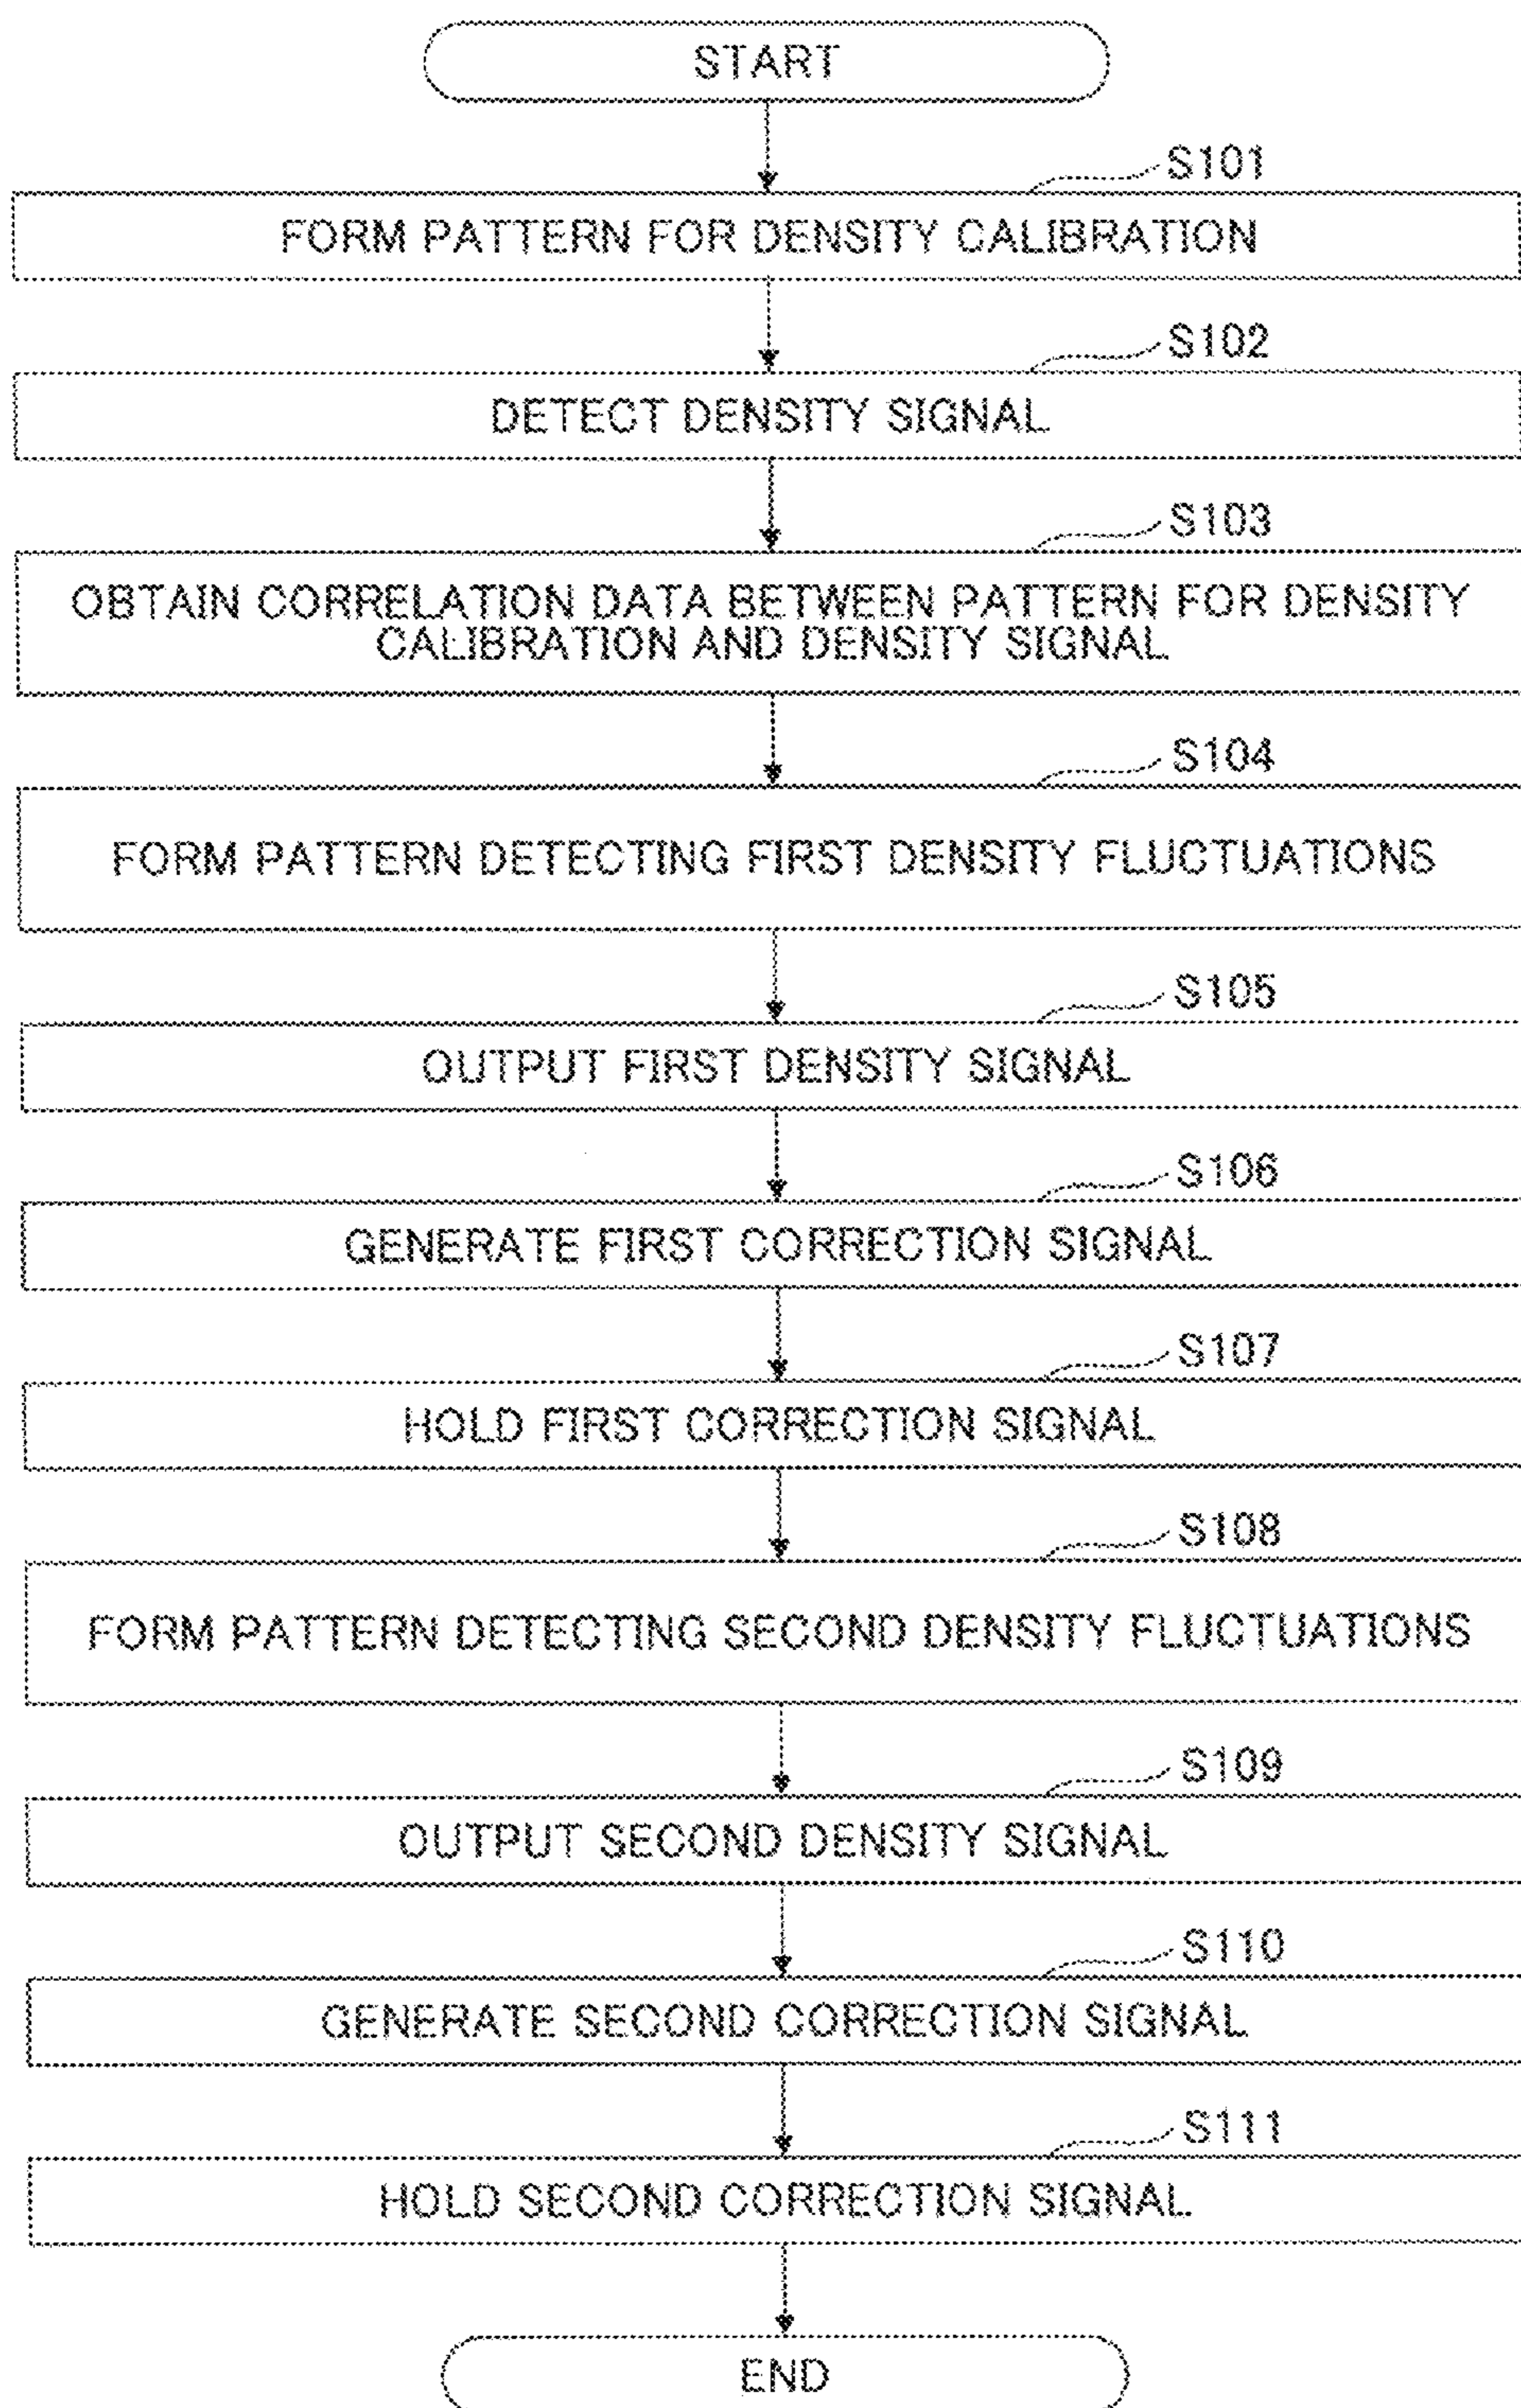 START
S101
FORM PATTERN FOR DENSITY CALIBRATION
S102
DETECT DENSITY SIGNAL
S103
OBTAIN CORRELATION DATA BETWEEN PATTERN FOR DENSITY
CALIBRATION AND DENSITY SIGNAL
S104
FORM PATTERN DETECTING FIRST DENSITY FLUCTUATIONS
S105
OUTPUT FIRST DENSITY SIGNAL
S106
GENERATE FIRST CORRECTION SIGNAL
S107
HOLD FIRST CORRECTION SIGNAL
S108
FORM PATTERN DETECTING SECOND DENSITY FLUCTUATIONS
S109
OUTPUT SECOND DENSITY SIGNAL
S110
GENERATE SECOND CORRECTION SIGNAL
S111
HOLD SECOND CORRECTION SIGNAL
END